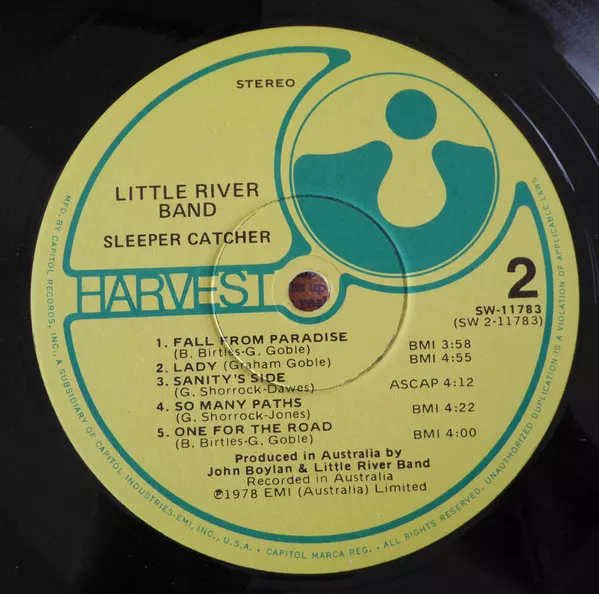 STEREO
LITTLE RIVER
BAND
SLEEPER CATCHER
HARVEST
2
SW-11783
(SW 2-11783)
1. FALL FROM PARADISE BMI 3:58
(B. Birtles-G. Goble)
2. LADY (Graham Goble) BMI 4:55
3. SANITY'S SIDE ASCAP 4:12
(G. Shorrock-Dawes)
4. SO MANY PATHS BMI 4:22
(G. Shorrock-Jones)
5. ONE FOR THE ROAD BMI 4:00
(B. Birtles-G. Goble)
Produced in Australia by
John Boylan & Little River Band
Recorded in Australia
℗1978 EMI (Australia) Limited
MFD. BY CAPITOL RECORDS, INC., A SUBSIDIARY OF CAPITOL INDUSTRIES-EMI, INC., U.S.A. • CAPITOL MARCA REG. • ALL RIGHTS RESERVED. UNAUTHORIZED DUPLICATION IS A VIOLATION OF APPLICABLE LAWS